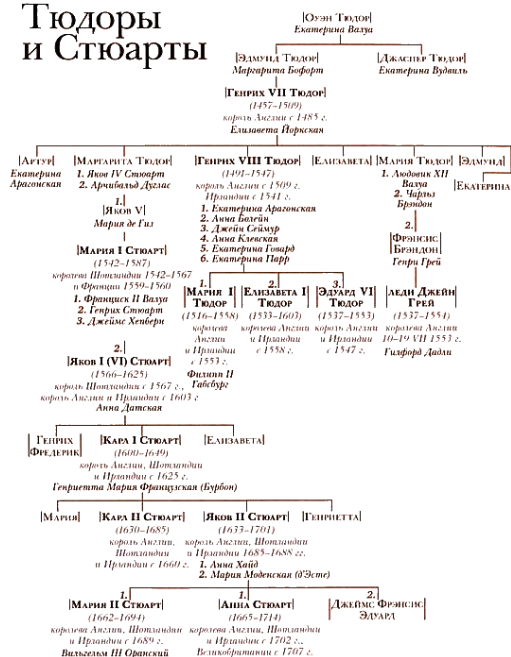 Тюдоры
и Стюарты
Оуэн Тюдор
Екатерина Валуа
Эдмунд Тюдор
Маргарита Бофорт
Джаспер Тюдор
Екатерина Вудвиль
Генрих VII Тюдор
(1457-1509)
король Англии с 1485 г.
Елизавета Йоркская
Артур
Екатерина
Арагонская
Маргарита Тюдор
1. Яков IV Стюарт
2. Арчибальд Дуглас
Генрих VIII Тюдор
(1491-1547)
король Англии с 1509 г.
Ирландии с 1541 г.
1. Екатерина Арагонская
2. Анна Болейн
3. Джейн Сеймур
4. Анна Клевская
5. Екатерина Говард
6. Екатерина Парр
Елизавета
Мария Тюдор
1. Людовик XII
Валуа
2. Чарльз
Брэндон
Эдмунд
Екатерина
1.
Яков V
Мария де Гиз
Мария I Стюарт
(1542-1587)
королева Шотландии 1542-1567
и Франции 1559-1560
1. Франциск II Валуа
2. Генрих Стюарт
3. Джеймс Хепберн
2.
Фрэнсис
Брэндон
Генри Грей
1.
Мария I
Тюдор
(1516-1558)
королева
Англии
и Ирландии
с 1553 г.
Филипп II
Габсбург
2.
Елизавета I
Тюдор
(1533-1603)
королева Англии
и Ирландии
с 1558 г.
3.
Эдуард VI
Тюдор
(1537-1553)
король Англии
и Ирландии
с 1547 г.
Леди Джейн
Грей
(1537-1554)
королева Англии
10-19 VII 1553 г.
Гилфорд Дадли
2.
Яков I (VI) Стюарт
(1566-1625)
король Шотландии с 1567 г.,
король Англии и Ирландии с 1603 г
Анна Датская
Генрих
Фредерик
Карл I Стюарт
(1600-1649)
король Англии, Шотландии
и Ирландии с 1625 г.
Генриетта Мария Французская (Бурбон)
Елизавета
Мария
Карл II Стюарт
(1630-1685)
король Англии,
Шотландии
и Ирландии с 1660 г.
Яков II Стюарт
(1633-1701)
король Англии, Шотландии
и Ирландии 1685-1688 гг.
1. Анна Хайд
2. Мария Моденская (д'Эсте)
Генриетта
1.
Мария II Стюарт
(1662-1694)
королева Англии, Шотландии
и Ирландии с 1689 г.
Вильгельм III Оранский
1.
Анна Стюарт
(1665-1714)
королева Англии, Шотландии
и Ирландии с 1702 г.,
Великобритании с 1707 г.
2.
Джеймс Фрэнсис
Эдуард